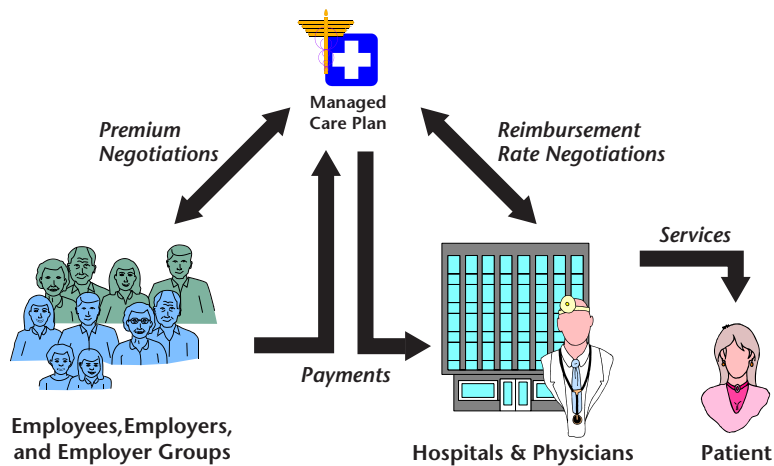 Managed
Care Plan
Premium
Negotiations
Reimbursement
Rate Negotiations
Services
Payments
Employees,Employers,
and Employer Groups
Hospitals & Physicians
Patient